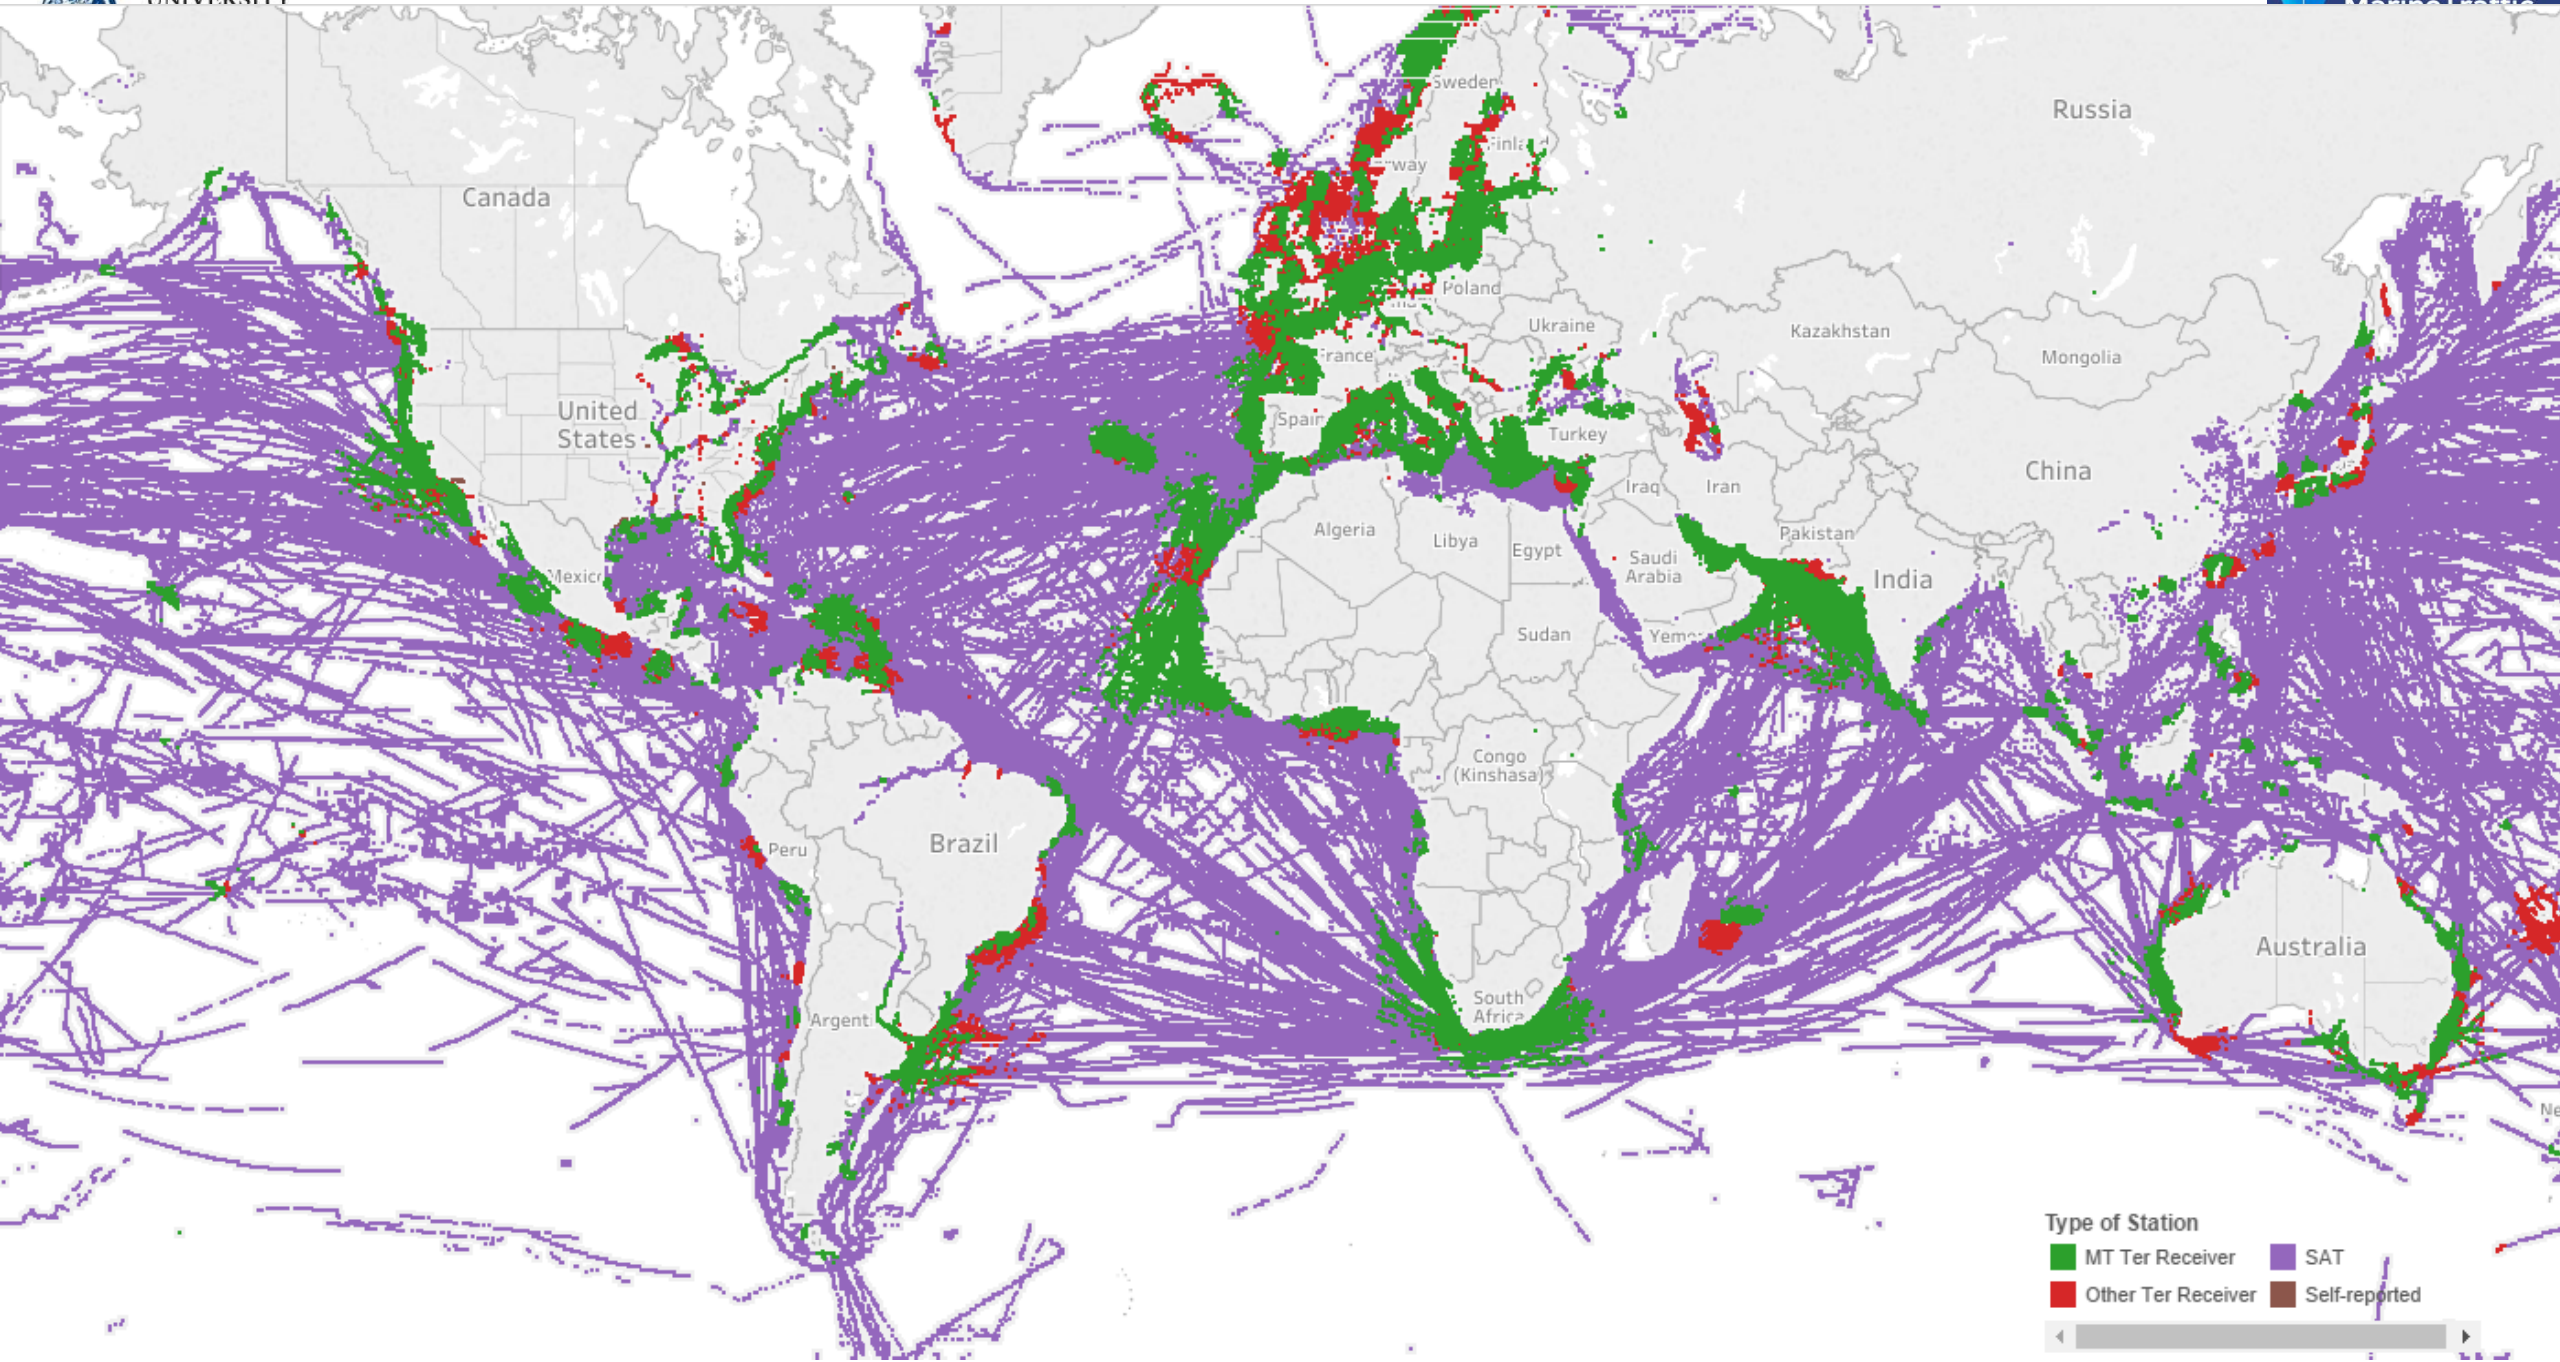 Sweden
Russia
Canada
Poland
Ukraine
Kazakhstan
Mongolia
United
States
Spain
Turkey
China
Iraq
Iran
Algeria
Libya
Egypt
Pakistan
Saudi
Arabia
India
Mexico
Sudan
Congo
(Kinshasa)
Brazil
Peru
Australia
South
Africa
Type of Station
MT Ter Receiver
SAT
Other Ter Receiver
Self-reported